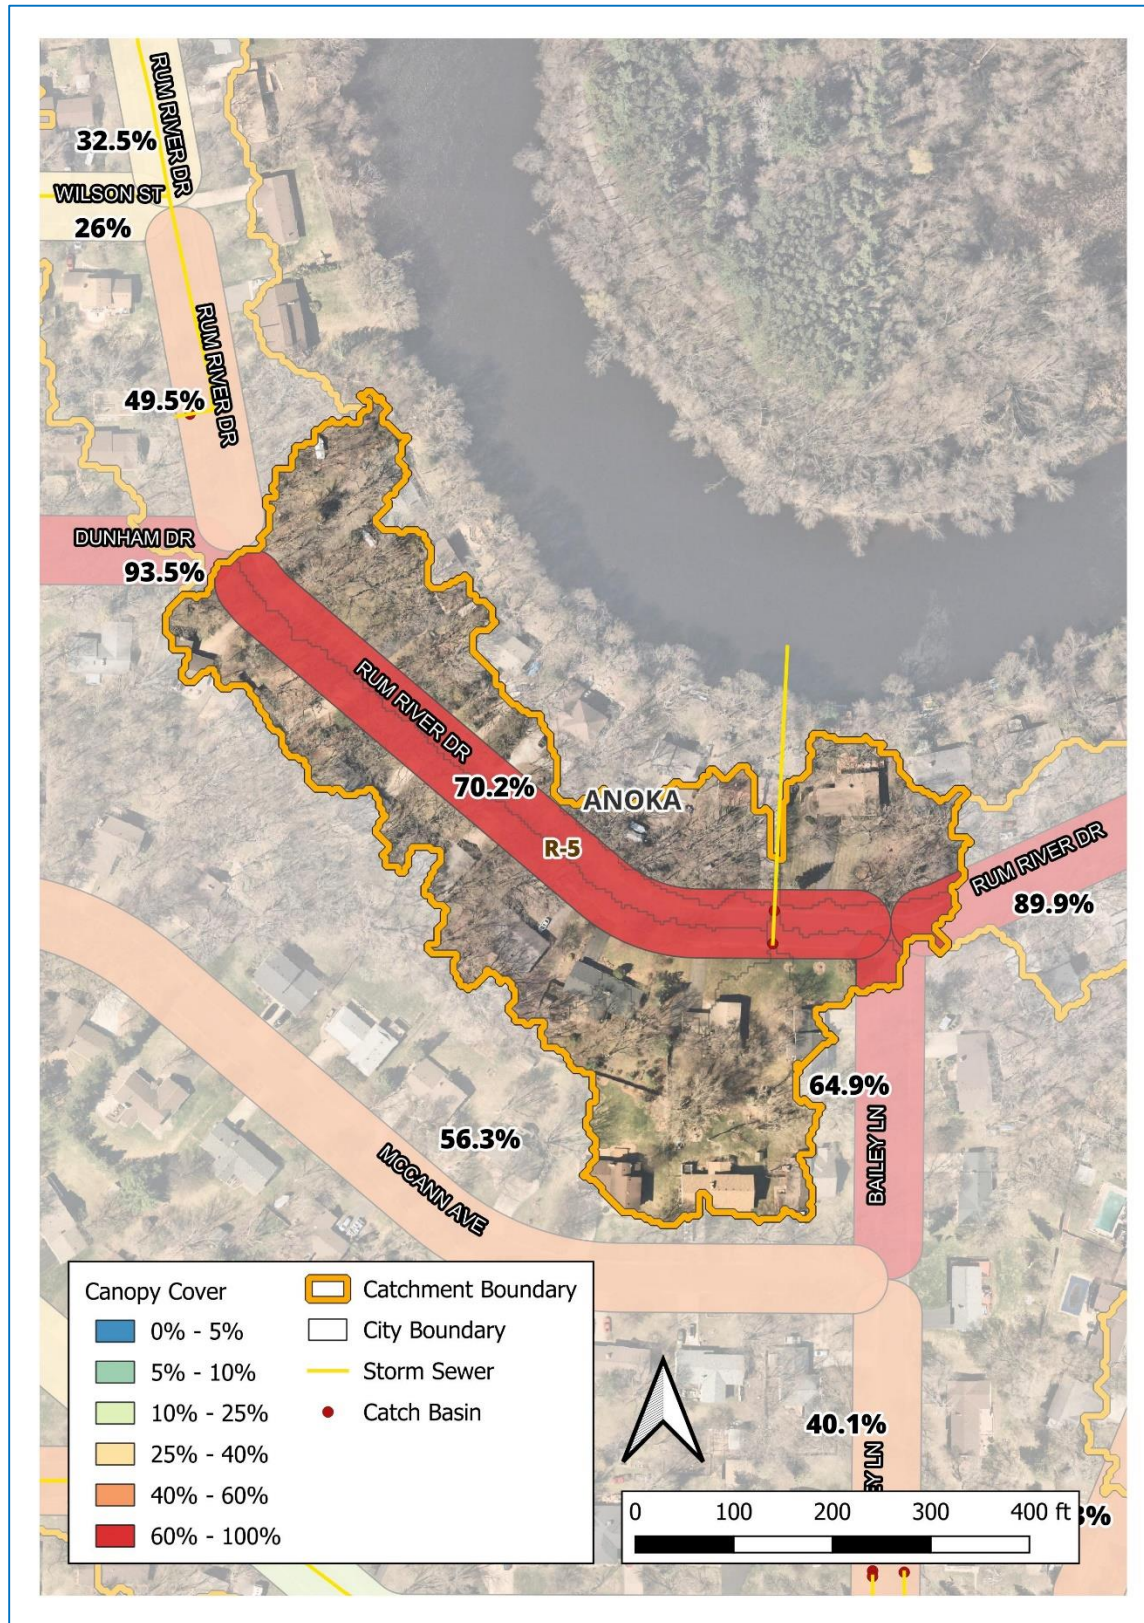 RUM RIVER DR
32.5%
WILSON ST
26%
RUM RIVER DR
49.5%
DUNHAM DR
93.5%
RUM RIVER DR
70.2%
ANOKA
R-5
RUM RIVER DR
89.9%
64.9%
BAILEY LN
56.3%
MCCANN AVE
40.1%
EY LN
3%
Canopy Cover
0% - 5%
5% - 10%
10% - 25%
25% - 40%
40% - 60%
60% - 100%
Catchment Boundary
City Boundary
Storm Sewer
Catch Basin
0 100 200 300 400 ft